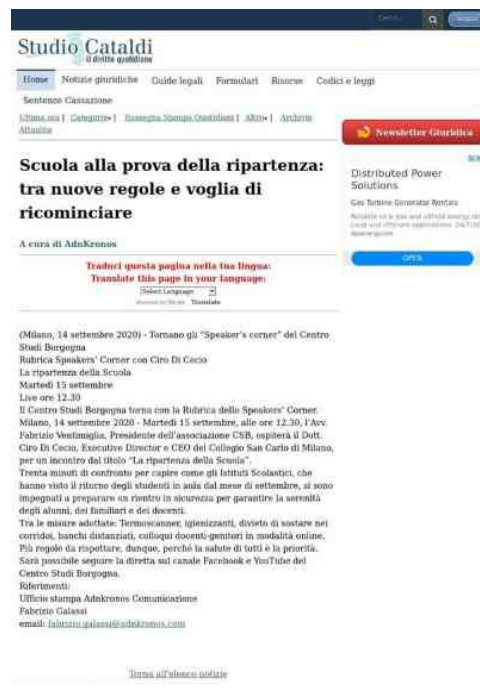 Cerca...
Studio Cataldi
il diritto quotidiano
Home Notizie giuridiche Guide legali Formulari Risorse Codici e leggi
Sentenze Cassazione
Ultima ora | Categorie | Rassegna Stampa Quotidiani | Altro | Archivio
Attualità
Newsletter Giuridica
Scuola alla prova della ripartenza:
tra nuove regole e voglia di
ricominciare
Distributed Power
Solutions
Gas Turbine Generator Rentals
OPEN
A cura di AdnKronos
Traduci questa pagina nella tua lingua:
Translate this page in your language:
Select Language
Translate
(Milano, 14 settembre 2020) - Tornano gli "Speaker's corner" del Centro
Studi Borgogna
Rubrica Speakers' Corner con Ciro Di Cecio
La ripartenza della Scuola
Martedì 15 settembre
Live ore 12.30
Il Centro Studi Borgogna torna con la Rubrica dello Speakers' Corner.
Milano, 14 settembre 2020 - Martedì 15 settembre, alle ore 12.30, l'Avv.
Fabrizio Ventimiglia, Presidente dell'associazione CSB, ospiterà il Dott.
Ciro Di Cecio, Executive Director e CEO del Collegio San Carlo di Milano,
per un incontro dal titolo "La ripartenza della Scuola".
Trenta minuti di confronto per capire come gli Istituti Scolastici, che
hanno visto il ritorno degli studenti in aula dal mese di settembre, si sono
impegnati a preparare un rientro in sicurezza per garantire la serenità
degli alunni, dei familiari e dei docenti.
Tra le misure adottate: Termoscanner, igienizzanti, divieto di sostare nei
corridoi, banchi distanziati, colloqui docenti-genitori in modalità online.
Più regole da rispettare, dunque, perché la salute di tutti è la priorità.
Sarà possibile seguire la diretta sul canale Facebook e YouTube del
Centro Studi Borgogna.
Riferimenti:
Ufficio stampa Adnkronos Comunicazione
Fabrizio Galassi
email: fabrizio.galassi@adnkronos.com
Torna all'elenco notizie